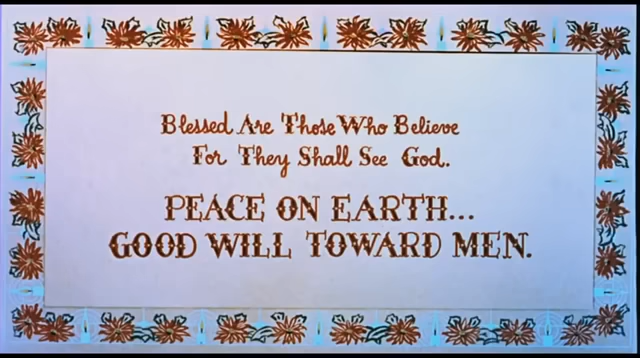 Blessed Are Those Who Believe
For They Shall See God.
PEACE ON EARTH...
GOOD WILL TOWARD MEN.